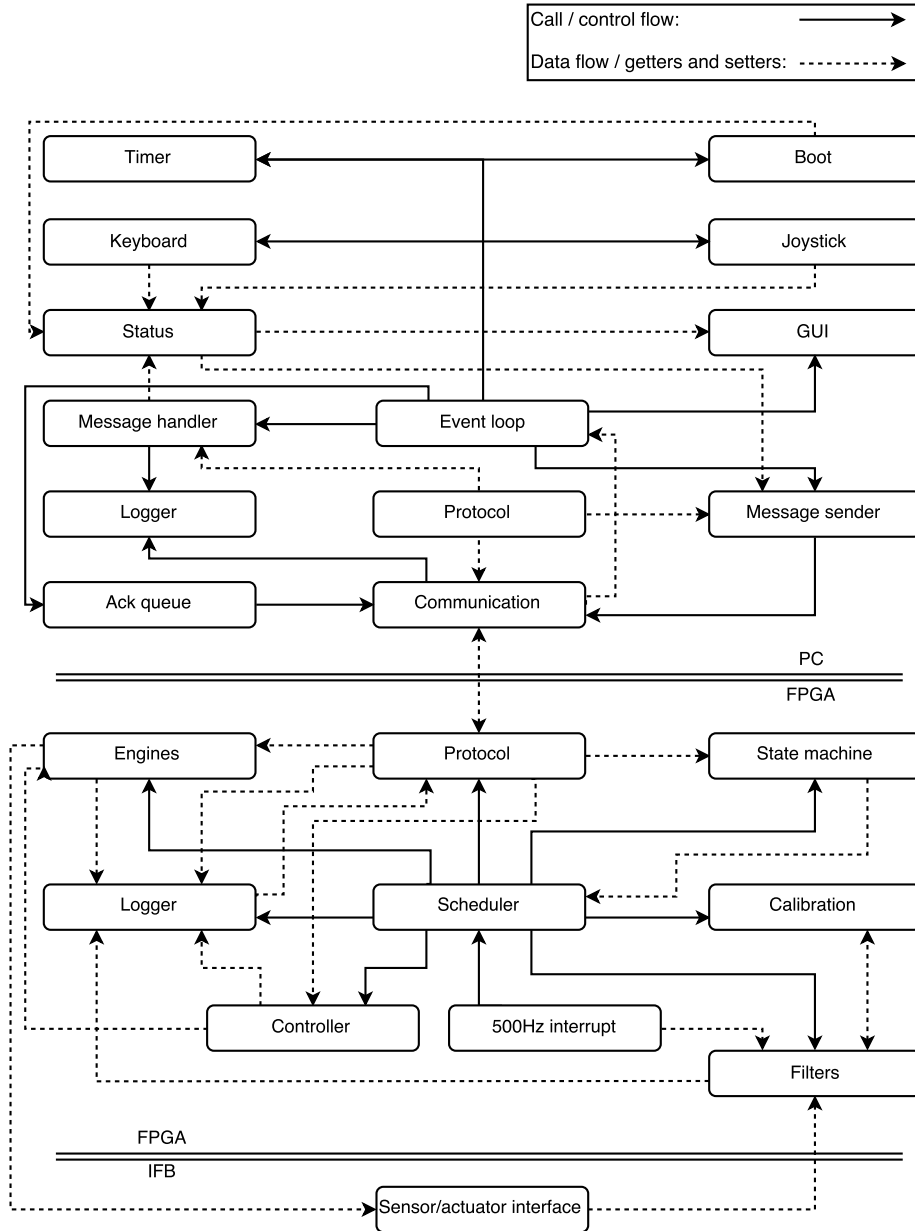 Call / control flow:
Data flow / getters and setters:
Timer
Boot
Keyboard
Joystick
Status
GUI
Message handler
Event loop
Logger
Protocol
Message sender
Ack queue
Communication
PC
FPGA
Engines
Protocol
State machine
Logger
Scheduler
Calibration
Controller
500Hz interrupt
Filters
FPGA
IFB
Sensor/actuator interface